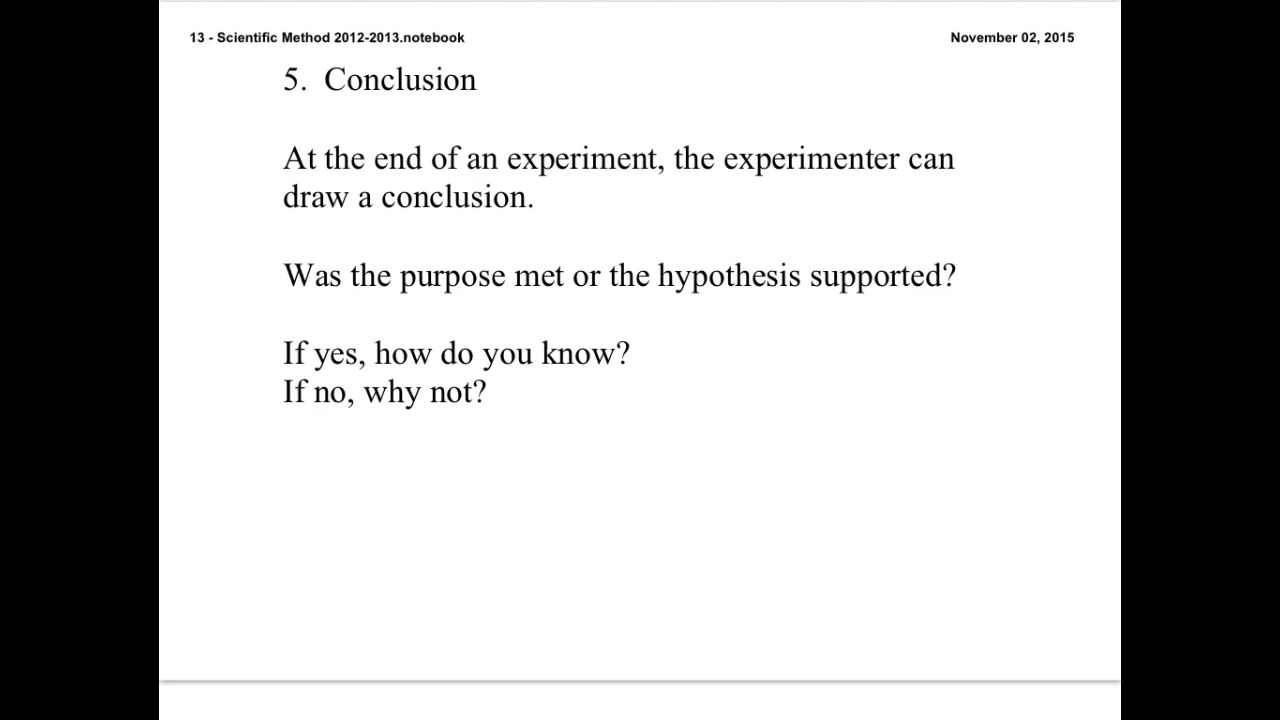 13 - Scientific Method 2012-2013.notebook
November 02, 2015
5.  Conclusion
At the end of an experiment, the experimenter can
draw a conclusion.
Was the purpose met or the hypothesis supported?
If yes, how do you know?
If no, why not?